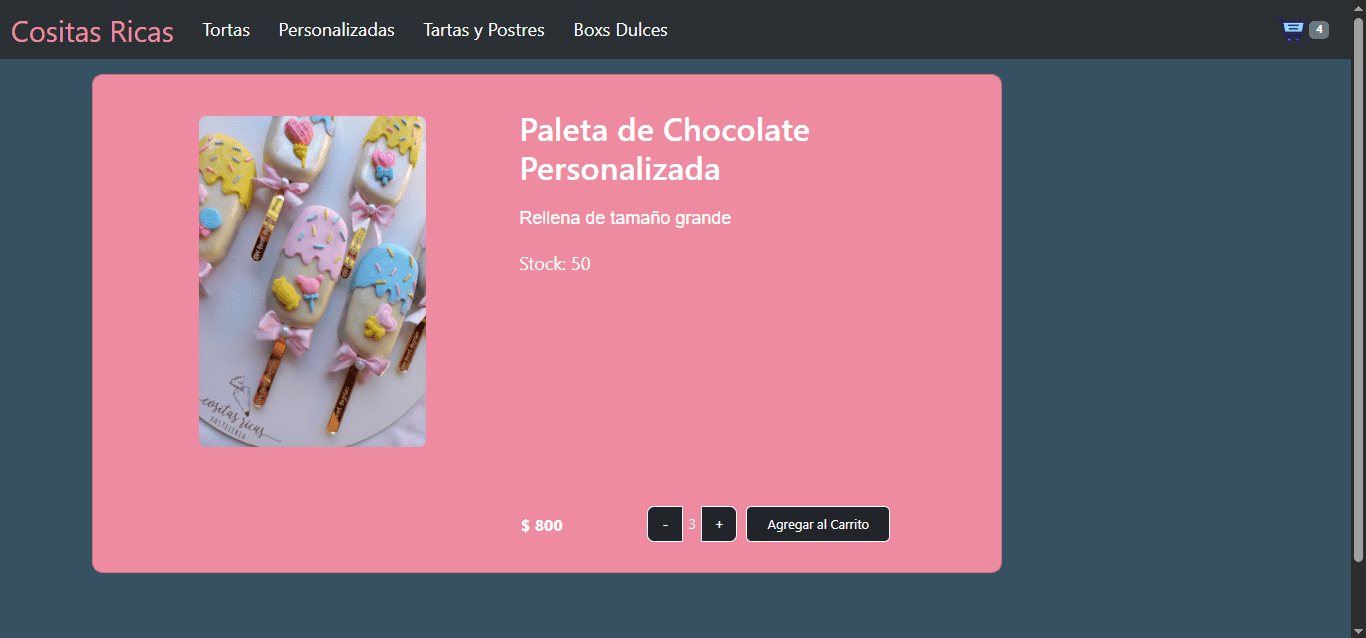 Cositas Ricas Tortas Personalizadas Tartas y Postres Boxs Dulces 4
Paleta de Chocolate
Personalizada
Rellena de tamaño grande
Stock: 50
cositas ricas
PASTELERIA
$ 800 - 3 + Agregar al Carrito